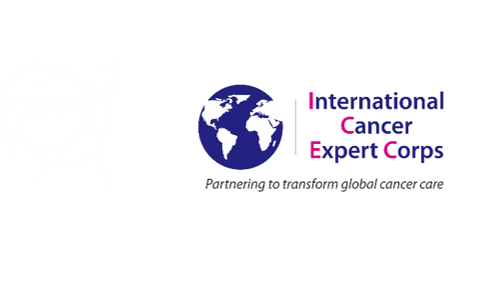 International
Cancer
Expert Corps
Partnering to transform global cancer care